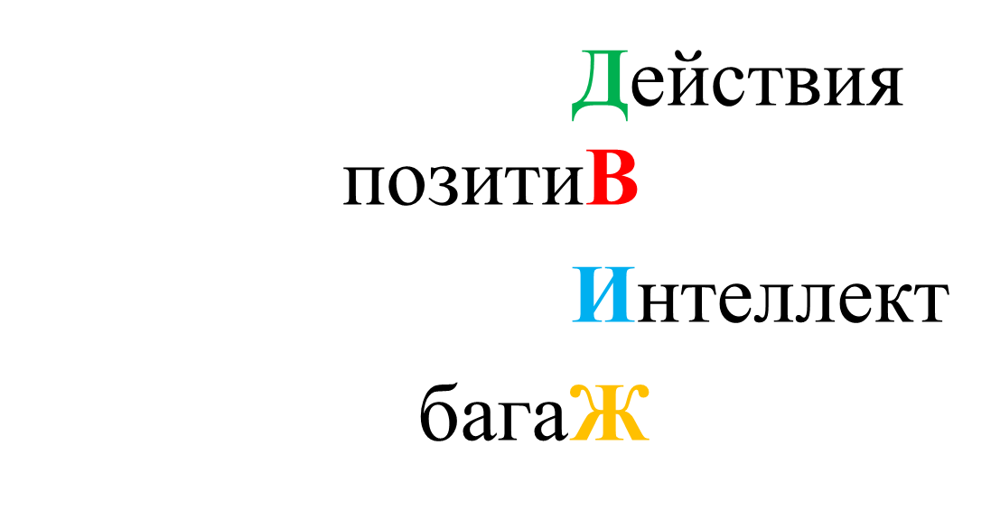 Действия
позитиВ
Интеллект
багаЖ